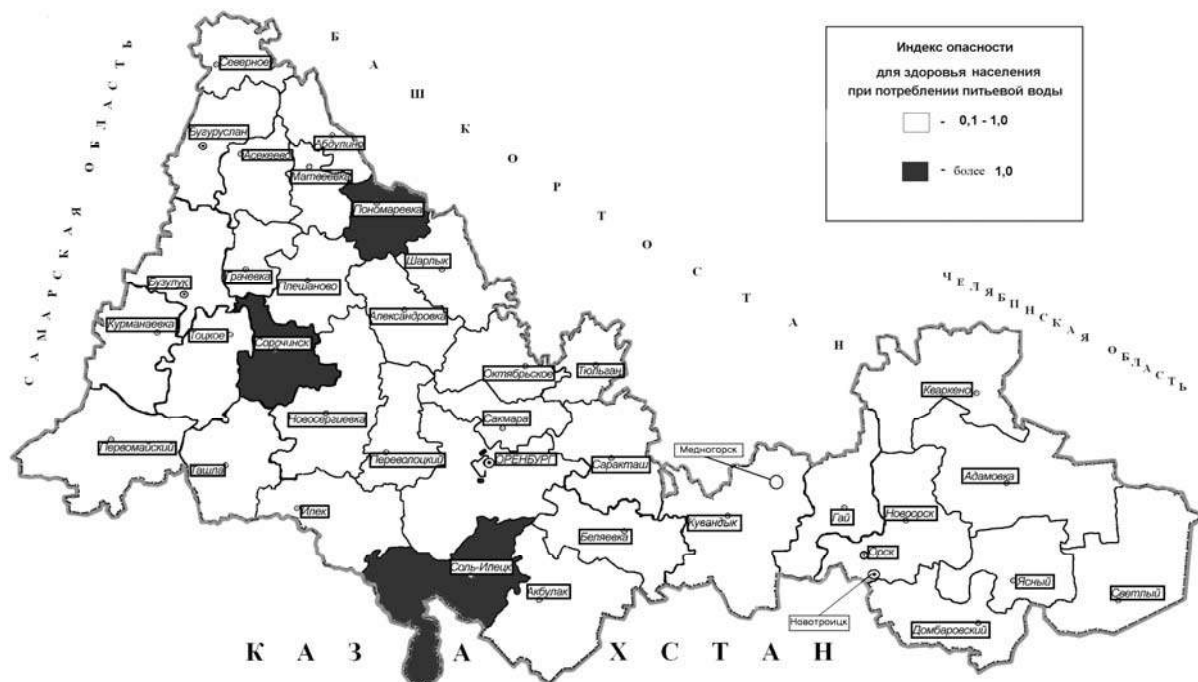 Индекс опасности
для здоровья населения
при потреблении питьевой воды
- 0,1 - 1,0
- более 1,0
САМАРСКАЯ ОБЛАСТЬ
БАШКОРТОСТАН
ЧЕЛЯБИНСКАЯ ОБЛАСТЬ
Северное
Бугуруслан
Асекеево
Абдулино
Матвеевка
Пономаревка
Шарлык
Грачевка
Плешаново
Бузулук
Александровка
Курманаевка
Тоцкое
Сорочинск
Октябрьское
Тюльган
Кваркено
Новосергиевка
Сакмара
Первомайский
Ташла
Переволоцкий
ОРЕНБУРГ
Саракташ
Медногорск
Адамовка
Илек
Гай
Новоорск
Кувандык
Беляевка
Орск
Соль-Илецк
Акбулак
Ясный
Светлый
Новотроицк
Домбаровский
КАЗАХСТАН